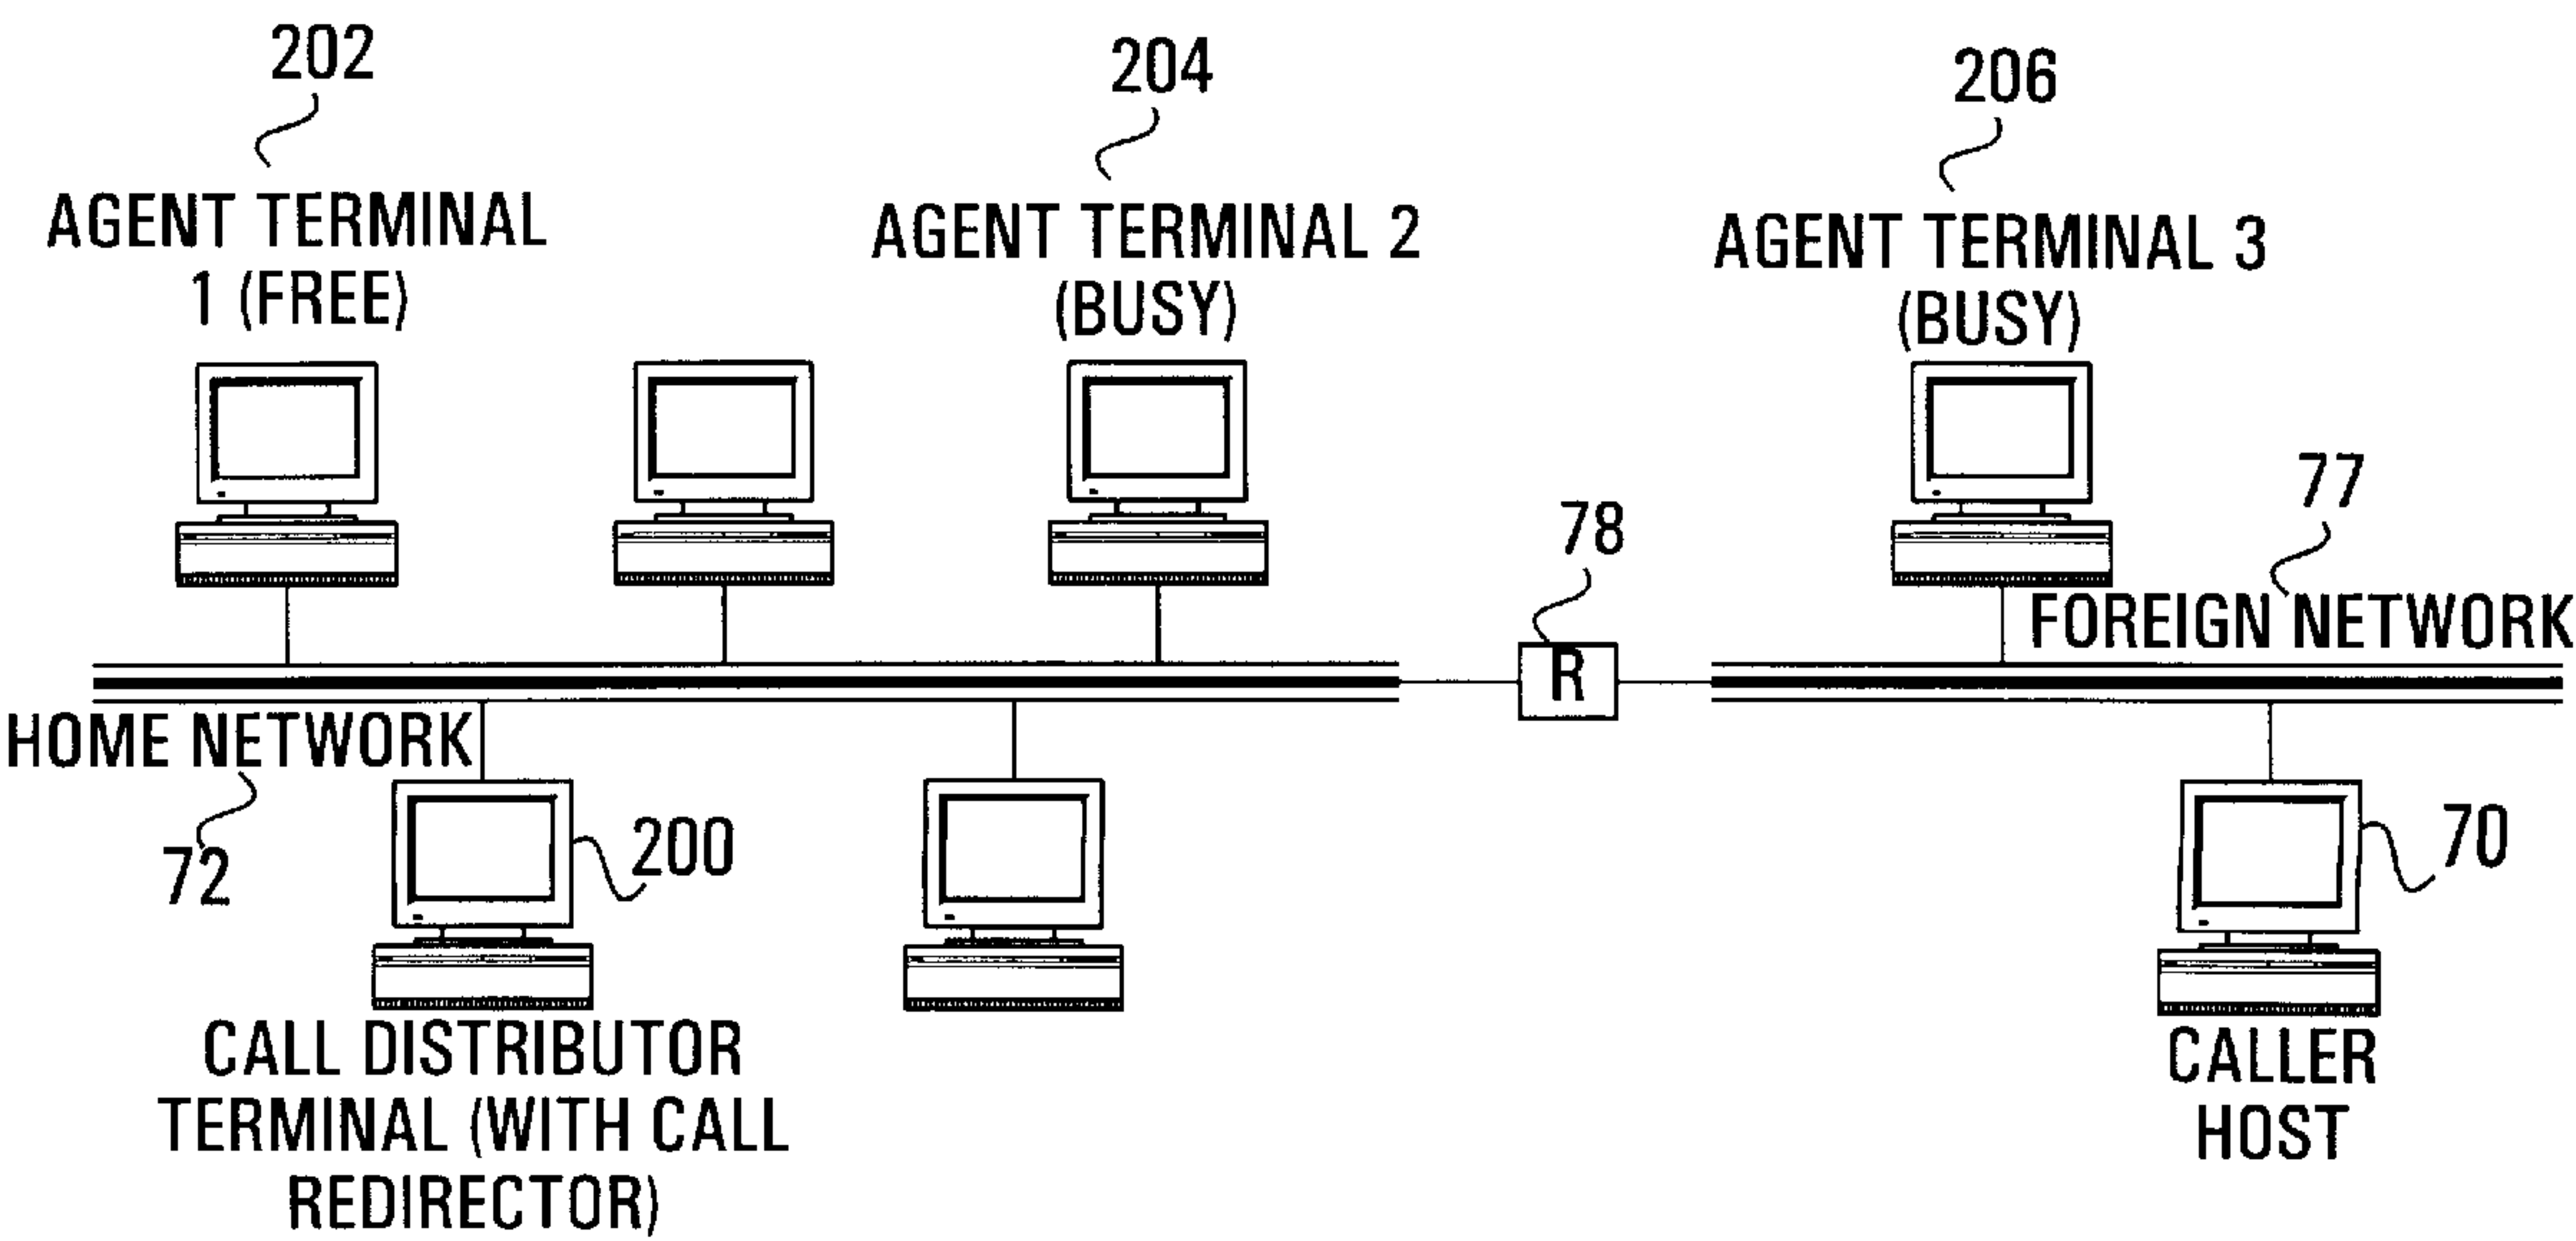 202
204
206
AGENT TERMINAL
1 (FREE)
AGENT TERMINAL 2
(BUSY)
AGENT TERMINAL 3
(BUSY)
77
78
FOREIGN NETWORK
R
HOME NETWORK
72
200
70
CALL DISTRIBUTOR
TERMINAL (WITH CALL
REDIRECTOR)
CALLER
HOST